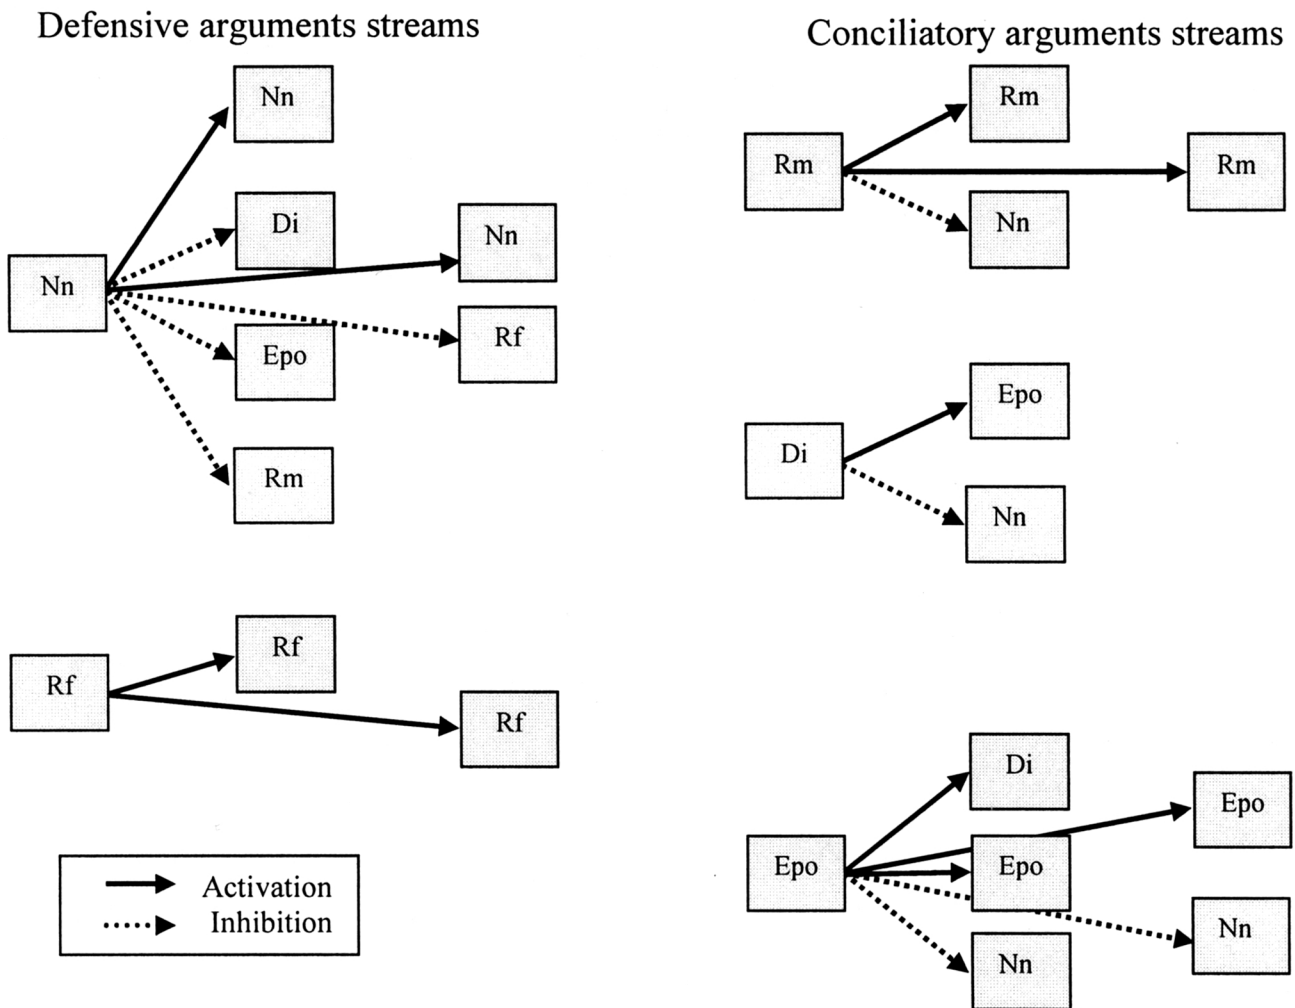 Defensive arguments streams
Nn
Di
Nn
Nn
Epo
Rf
Rm
Rf
Rf
Rf
Activation
Inhibition
Conciliatory arguments streams
Rm
Rm
Rm
Nn
Epo
Di
Nn
Di
Epo
Epo
Epo
Nn
Nn